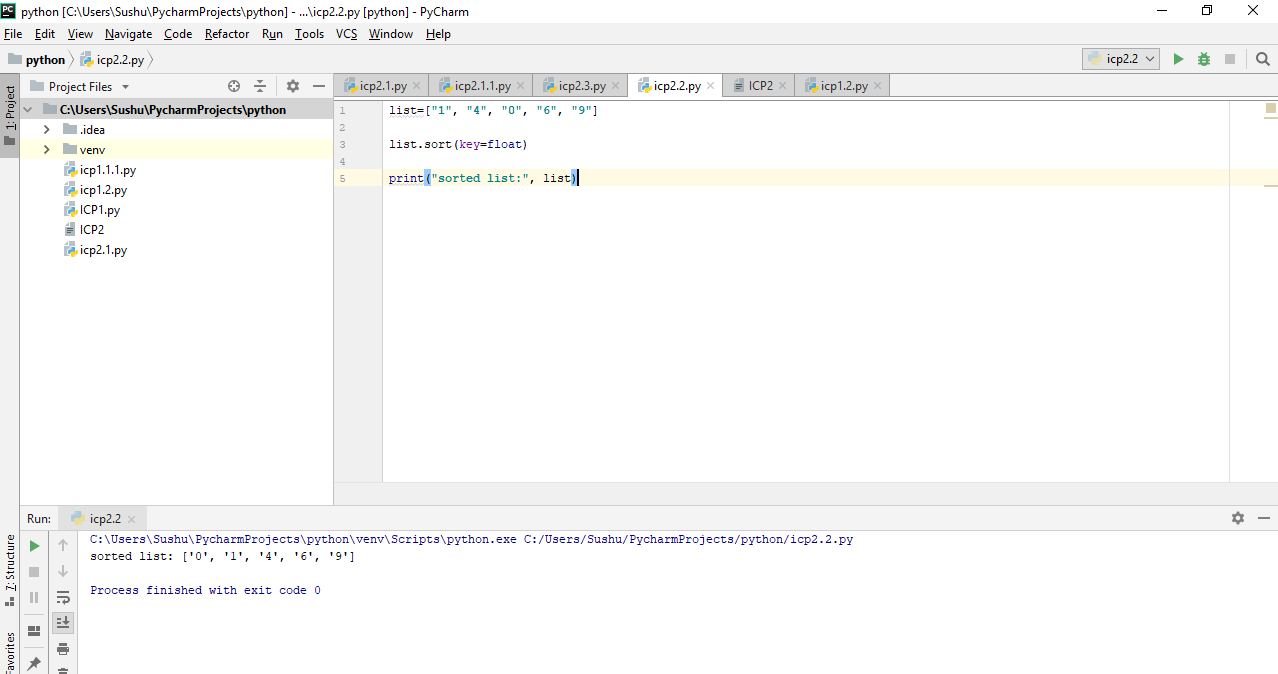 PC python [C:\Users\Sushu\PycharmProjects\python] - ...\icp2.2.py [python] - PyCharm
File Edit View Navigate Code Refactor Run Tools VCS Window Help
python icp2.2.py icp2.2
1: Project
Project Files
icp2.1.py icp2.1.1.py icp2.3.py icp2.2.py ICP2 icp1.2.py
C:\Users\Sushu\PycharmProjects\python
.idea
venv
icp1.1.1.py
icp1.2.py
ICP1.py
ICP2
icp2.1.py
1 list=["1", "4", "0", "6", "9"]
2
3 list.sort(key=float)
4
5 print("sorted list:", list)
Run: icp2.2
C:\Users\Sushu\PycharmProjects\python\venv\Scripts\python.exe C:/Users/Sushu/PycharmProjects/python/icp2.2.py
sorted list: ['0', '1', '4', '6', '9']
Process finished with exit code 0
7: Structure
Favorites